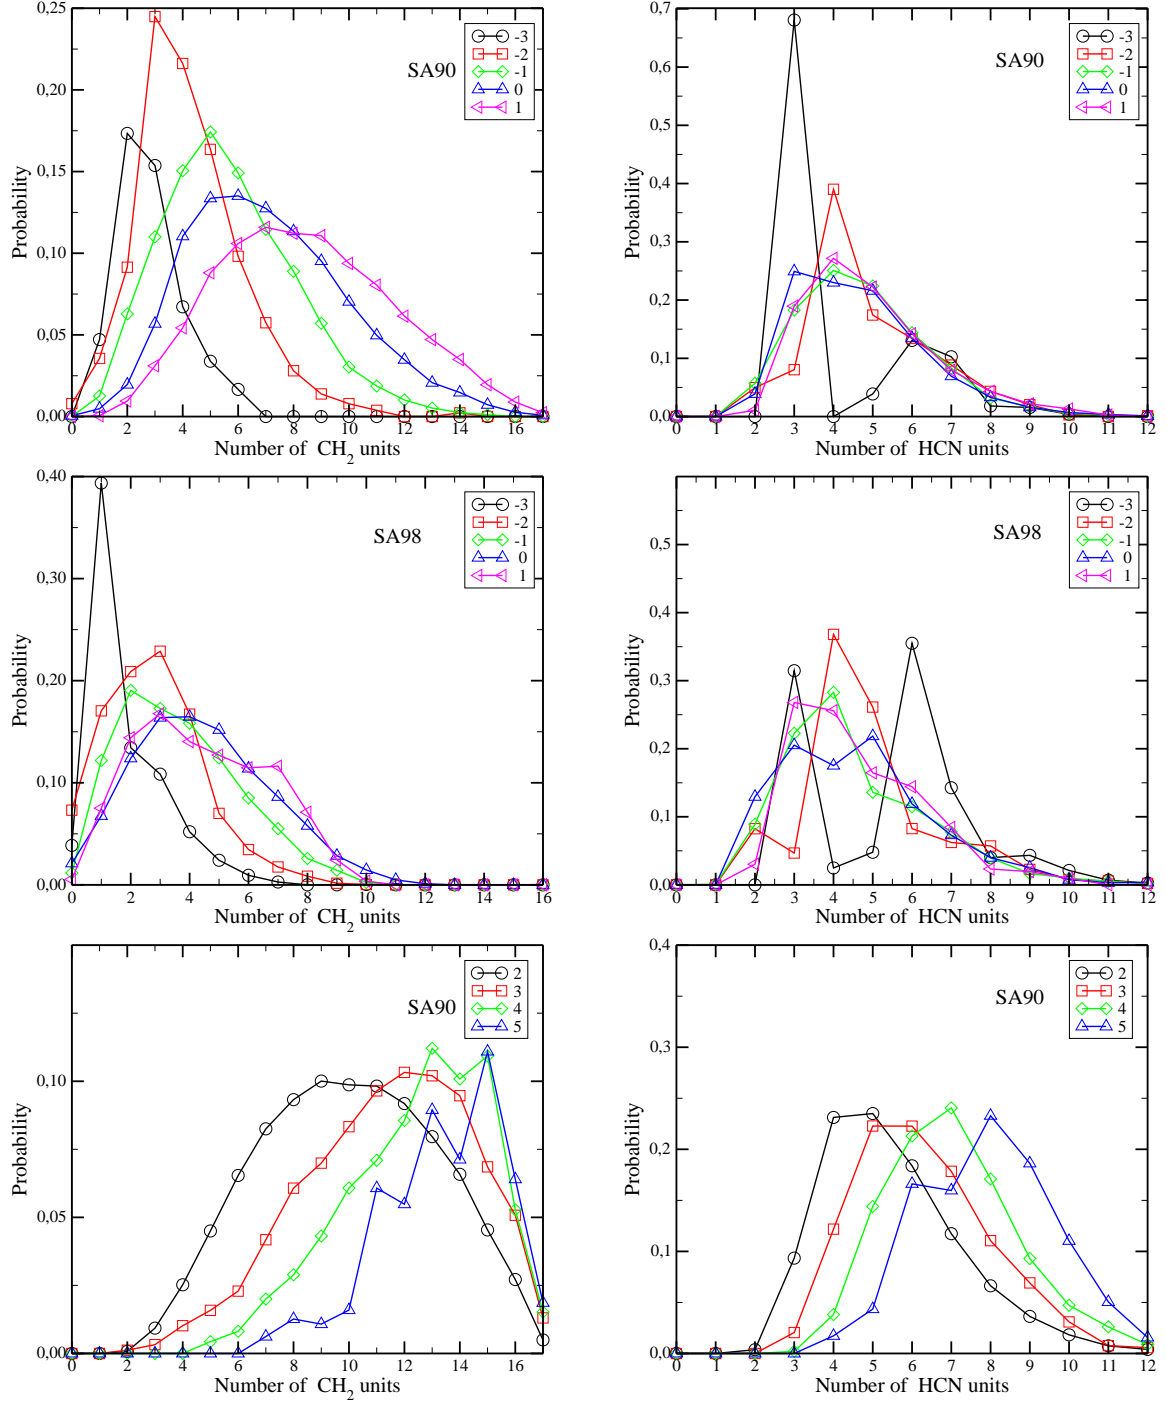 0,25
0,20
0,15
0,10
0,05
0,00
Probability
SA90
-3
-2
-1
0
1
0 2 4 6 8 10 12 14 16
Number of CH2 units
0,7
0,6
0,5
0,4
0,3
0,2
0,1
0,0
Probability
SA90
-3
-2
-1
0
1
0 1 2 3 4 5 6 7 8 9 10 11 12
Number of HCN units
0,40
0,30
0,20
0,10
0,00
Probability
SA98
-3
-2
-1
0
1
0 2 4 6 8 10 12 14 16
Number of CH2 units
0,5
0,4
0,3
0,2
0,1
0,0
Probability
SA98
-3
-2
-1
0
1
0 1 2 3 4 5 6 7 8 9 10 11 12
Number of HCN units
0,10
0,05
0,00
Probability
SA90
2
3
4
5
0 2 4 6 8 10 12 14 16
Number of CH2 units
0,4
0,3
0,2
0,1
0,0
Probability
SA90
2
3
4
5
0 1 2 3 4 5 6 7 8 9 10 11 12
Number of HCN units